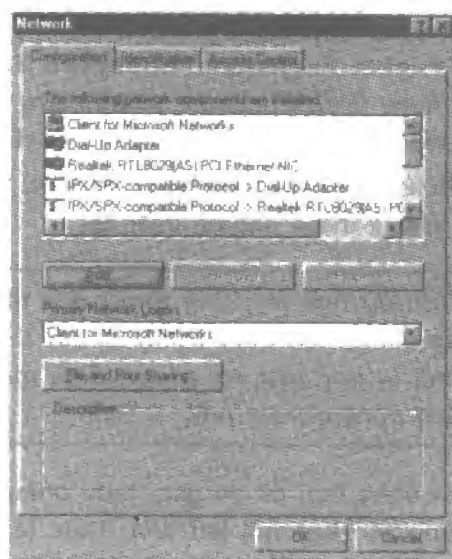 Network
Configuration Identification Access Control
The following network components are installed:
Client for Microsoft Networks
Dial-Up Adapter
Realtek RTL8029(AS) PCI Ethernet NIC
IPX/SPX-compatible Protocol -> Dial-Up Adapter
IPX/SPX-compatible Protocol -> Realtek RTL8029(AS) PC
Primary Network Logon:
Client for Microsoft Networks
File and Print Sharing
Description
OK Cancel